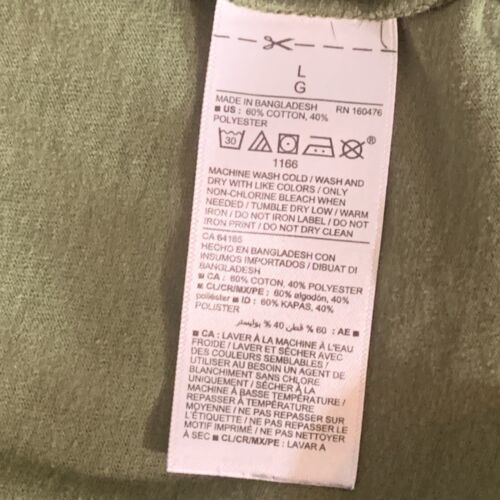 L
G
MADE IN BANGLADESH RN 160476
■ US : 60% COTTON, 40%
POLYESTER
30 ®
1166
MACHINE WASH COLD / WASH AND
DRY WITH LIKE COLORS / ONLY
NON-CHLORINE BLEACH WHEN
NEEDED / TUMBLE DRY LOW / WARM
IRON / DO NOT IRON LABEL / DO NOT
IRON PRINT / DO NOT DRY CLEAN
CA 64185
HECHO EN BANGLADESH CON
INSUMOS IMPORTADOS / DIBUAT DI
BANGLADESH
■ CA : 60% COTON, 40% POLYESTER
■ CL/CR/MX/PE : 60% algodón, 40%
poliéster ■ ID : 60% KAPAS, 40%
POLISTER
■ AE : 60 % قطن 40 % بوليستر
■ CA : LAVER À LA MACHINE À L'EAU
FROIDE / LAVER ET SÉCHER AVEC
DES COULEURS SEMBLABLES /
UTILISER AU BESOIN UN AGENT DE
BLANCHIMENT SANS CHLORE
UNIQUEMENT / SÉCHER À LA
MACHINE À BASSE TEMPÉRATURE /
REPASSER À TEMPÉRATURE
MOYENNE / NE PAS REPASSER SUR
L'ÉTIQUETTE / NE PAS REPASSER LE
MOTIF IMPRIMÉ / NE PAS NETTOYER
À SEC ■ CL/CR/MX/PE : LAVAR A